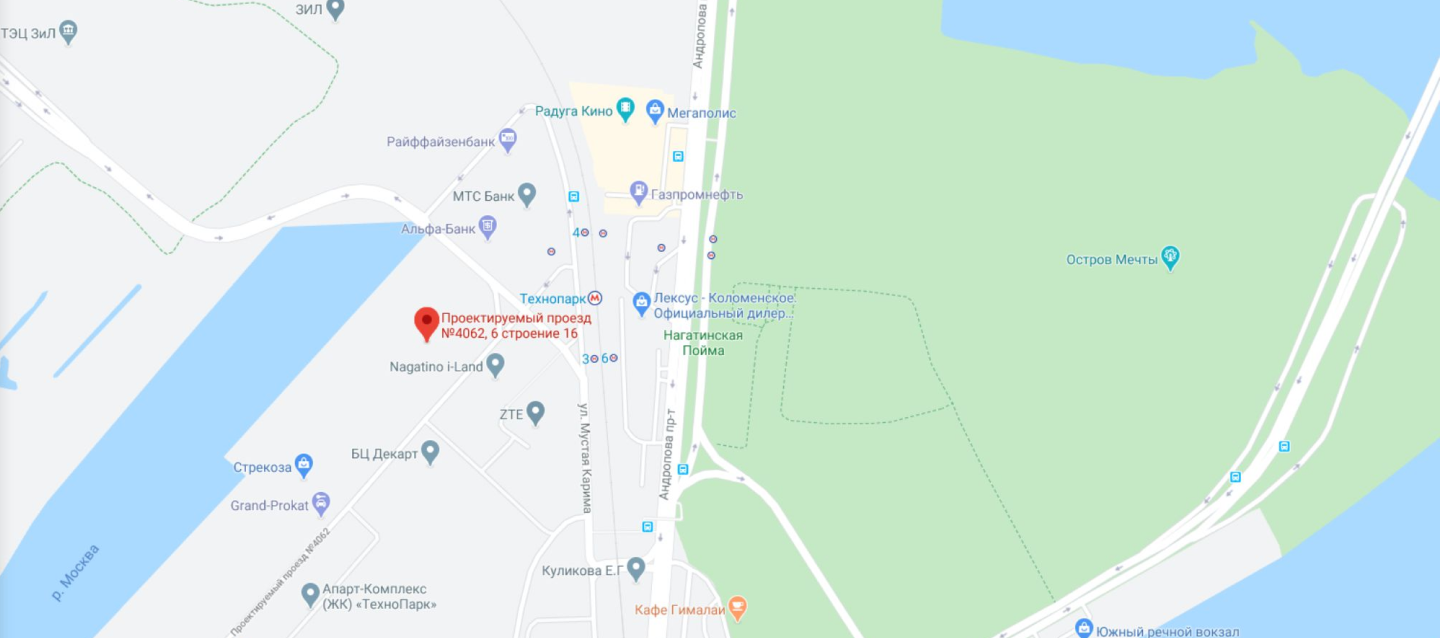 ЗИЛ
ТЭЦ ЗиЛ
Андропова
Радуга Кино
Мегаполис
Райффайзенбанк
МТС Банк
Газпромнефть
Альфа-Банк
4
Остров Мечты
Технопарк
М
Лексус - Коломенское.
Официальный дилер...
Проектируемый проезд
№4062, 6 строение 16
Нагатинская
Пойма
3
6
Nagatino i-Land
ZTE
ул. Мустая Карима
Андропова пр-т
БЦ Декарт
Стрекоза
Grand-Prokat
Проектируемый проезд №4062
р. Москва
Куликова Е.Г
Апарт-Комплекс
(ЖК) «ТехноПарк»
Кафе Гималаи
Южный речной вокзал